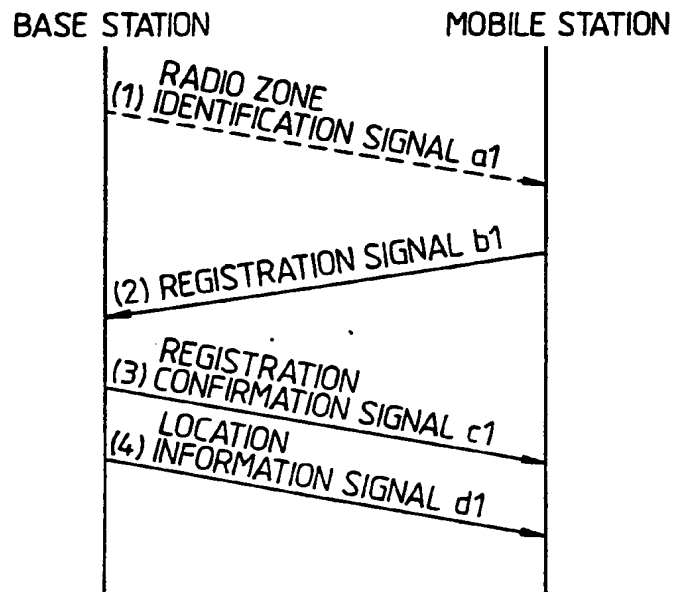 BASE STATION
MOBILE STATION
RADIO ZONE
(1) IDENTIFICATION SIGNAL a1
(2) REGISTRATION SIGNAL b1
REGISTRATION
(3) CONFIRMATION SIGNAL c1
LOCATION
(4) INFORMATION SIGNAL d1